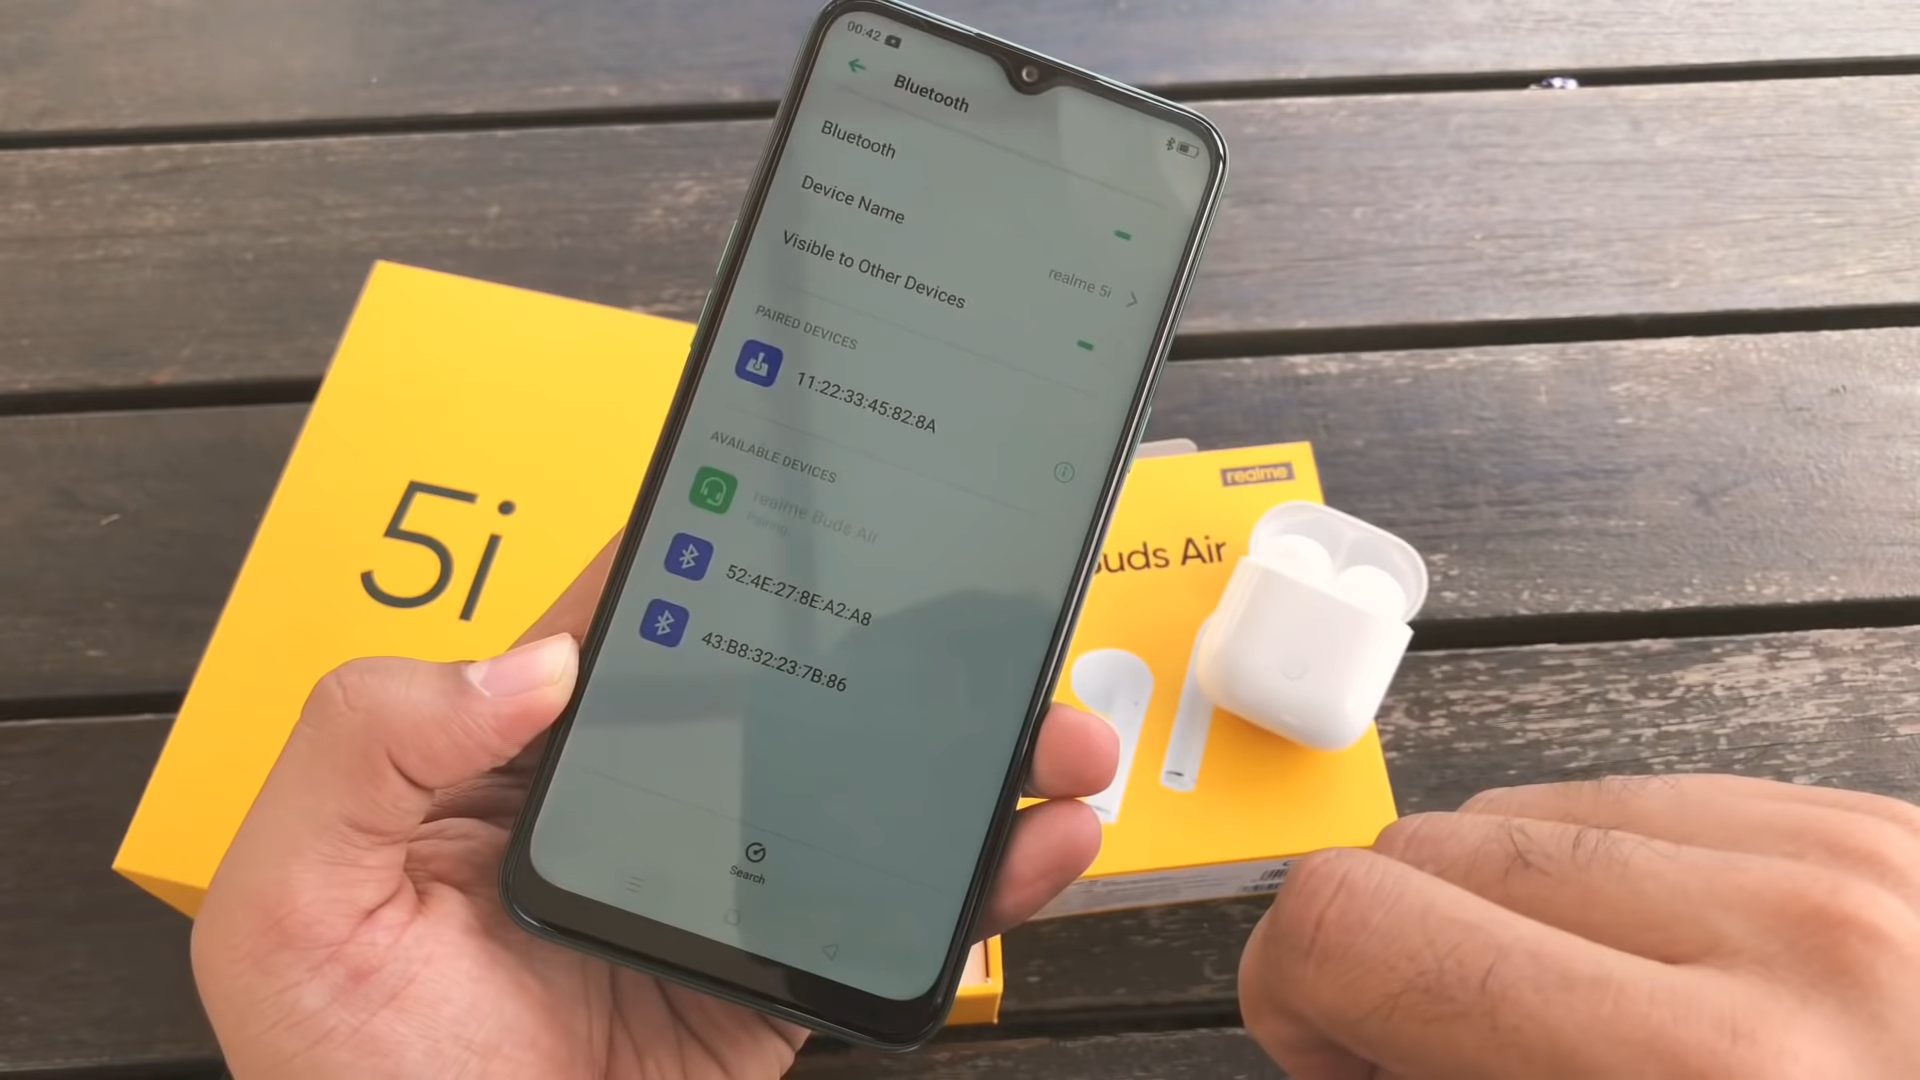 00:42
Bluetooth
Bluetooth
Device Name
realme 5i
Visible to Other Devices
PAIRED DEVICES
11:22:33:45:82:8A
AVAILABLE DEVICES
realme Buds Air
Pairing...
52:4E:27:8E:A2:A8
43:B8:32:23:7B:86
Search
5i
realme
Buds Air